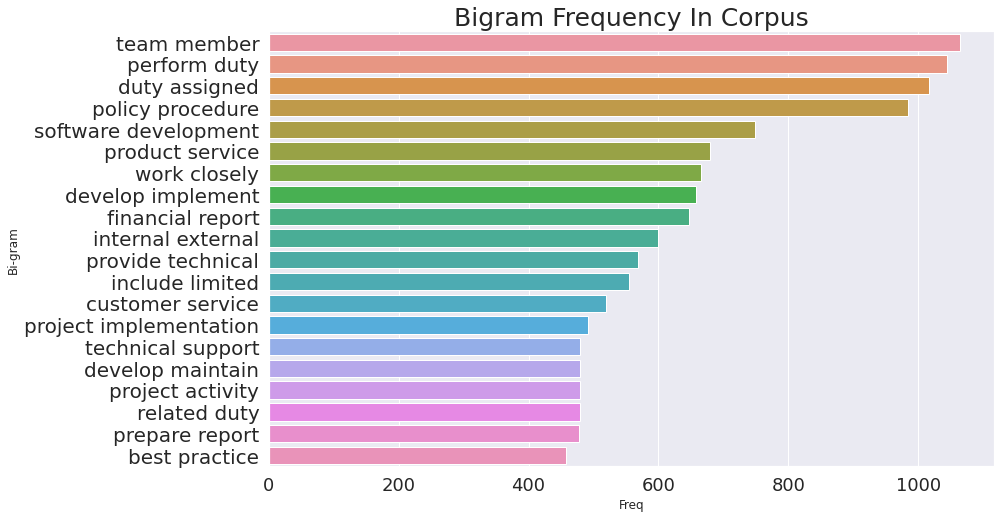 Bigram Frequency In Corpus
team member
perform duty
duty assigned
policy procedure
software development
product service
work closely
develop implement
financial report
internal external
provide technical
include limited
customer service
project implementation
technical support
develop maintain
project activity
related duty
prepare report
best practice
Bi-gram
0 200 400 600 800 1000
Freq